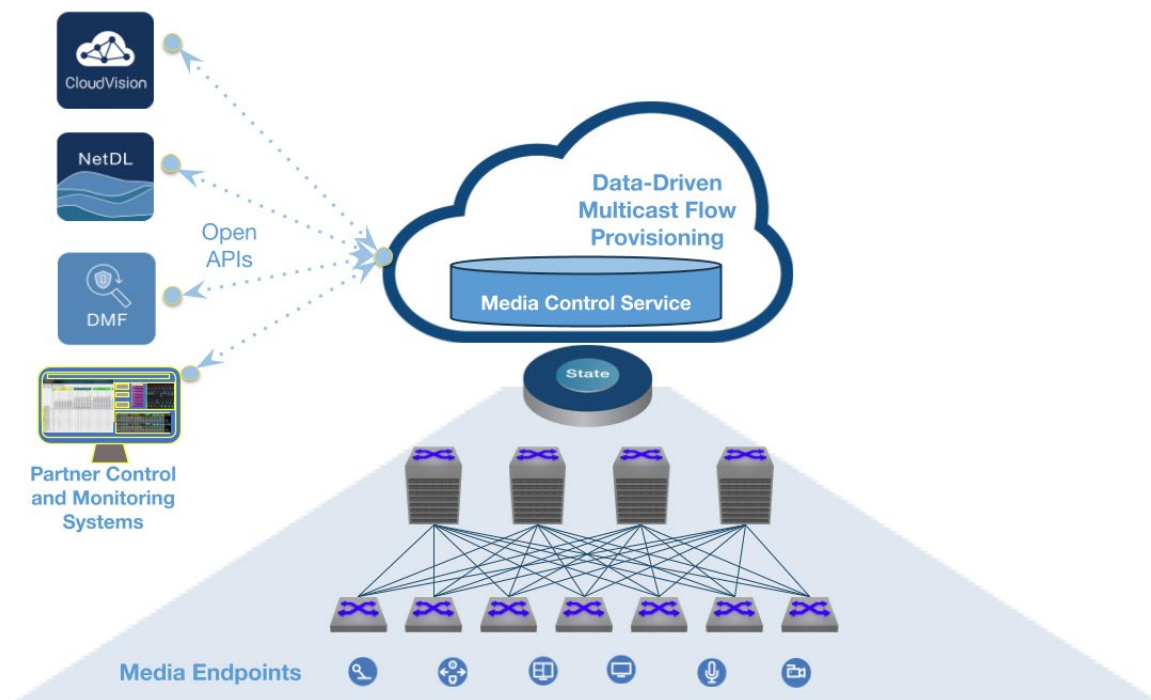 CloudVision
NetDL
Open
APIs
DMF
Partner Control
and Monitoring
Systems
Data-Driven
Multicast Flow
Provisioning
Media Control Service
State
Media Endpoints